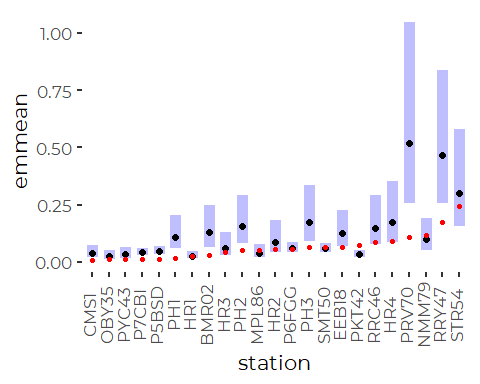 emmean
1.00
0.75
0.50
0.25
0.00
CMS1
OBY35
PYC43
P7CBI
P5BSD
PH1
HR1
BMR02
HR3
PH2
MPL86
HR2
P6FGG
PH3
SMT50
EEB18
PKT42
RRC46
HR4
PRV70
NMM79
RRY47
STR54
station